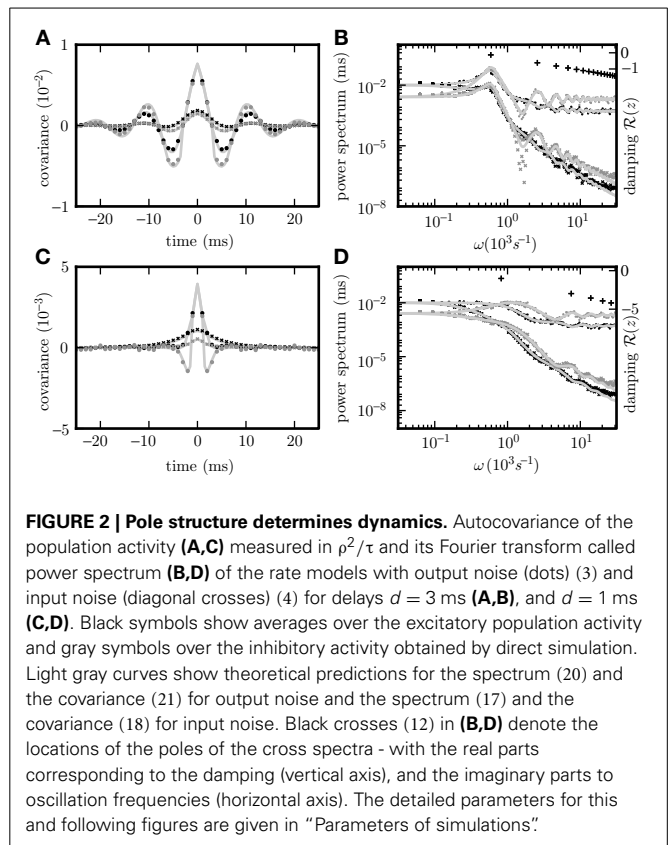 A
B
1
0
−1
covariance (10⁻²)
−20 −10 0 10 20
time (ms)
10⁻²
10⁻⁵
10⁻⁸
power spectrum (ms)
0
−1
damping ℛ(z)
10⁻¹ 10⁰ 10¹
ω(10³s⁻¹)
C
D
5
0
−5
covariance (10⁻³)
−20 −10 0 10 20
time (ms)
10⁻²
10⁻⁵
10⁻⁸
power spectrum (ms)
0
−5
damping ℛ(z)
10⁻¹ 10⁰ 10¹
ω(10³s⁻¹)
FIGURE 2 | Pole structure determines dynamics. Autocovariance of the
population activity (A,C) measured in ρ²/τ and its Fourier transform called
power spectrum (B,D) of the rate models with output noise (dots) (3) and
input noise (diagonal crosses) (4) for delays d = 3 ms (A,B), and d = 1 ms
(C,D). Black symbols show averages over the excitatory population activity
and gray symbols over the inhibitory activity obtained by direct simulation.
Light gray curves show theoretical predictions for the spectrum (20) and
the covariance (21) for output noise and the spectrum (17) and the
covariance (18) for input noise. Black crosses (12) in (B,D) denote the
locations of the poles of the cross spectra - with the real parts
corresponding to the damping (vertical axis), and the imaginary parts to
oscillation frequencies (horizontal axis). The detailed parameters for this
and following figures are given in “Parameters of simulations”.